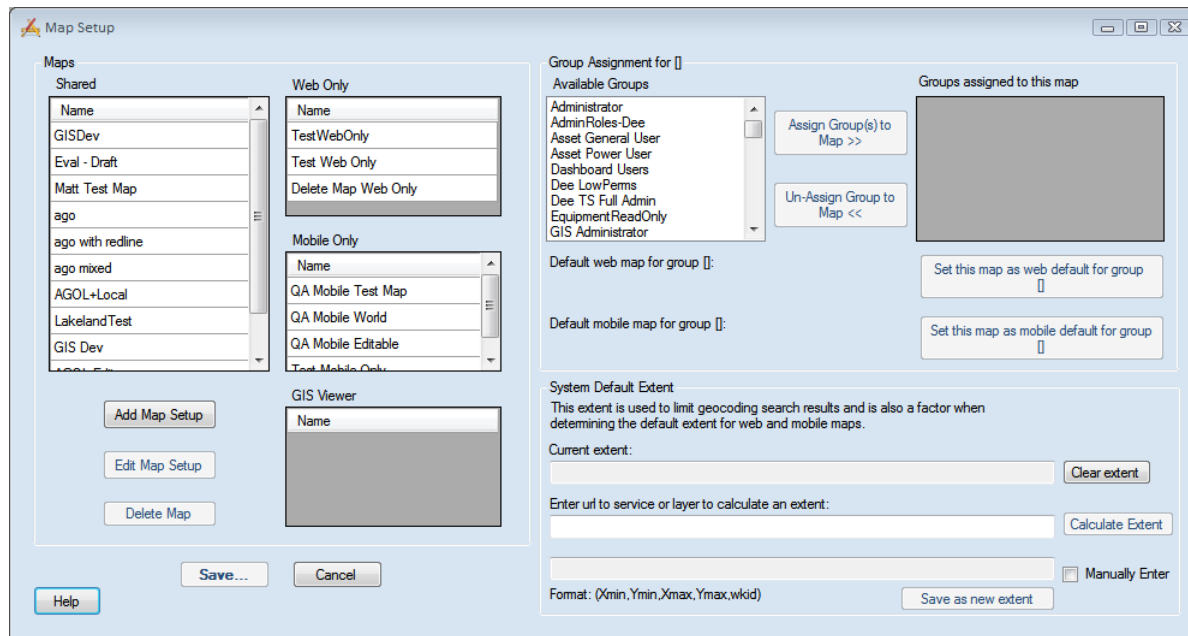 Map Setup
Maps
Shared
Name
GISDev
Eval - Draft
Matt Test Map
ago
ago with redline
ago mixed
AGOL+Local
LakelandTest
GIS Dev
Web Only
Name
TestWebOnly
Test Web Only
Delete Map Web Only
Mobile Only
Name
QA Mobile Test Map
QA Mobile World
QA Mobile Editable
Test Mobile Only
GIS Viewer
Name
Add Map Setup
Edit Map Setup
Delete Map
Save...
Cancel
Help
Group Assignment for []
Available Groups
Administrator
AdminRoles-Dee
Asset General User
Asset Power User
Dashboard Users
Dee LowPerms
Dee TS Full Admin
EquipmentReadOnly
GIS Administrator
Assign Group(s) to
Map >>
Un-Assign Group to
Map <<
Groups assigned to this map
Default web map for group []:
Set this map as web default for group
[]
Default mobile map for group []:
Set this map as mobile default for group
[]
System Default Extent
This extent is used to limit geocoding search results and is also a factor when
determining the default extent for web and mobile maps.
Current extent:
Clear extent
Enter url to service or layer to calculate an extent:
Calculate Extent
Manually Enter
Format: (Xmin,Ymin,Xmax,Ymax,wkid)
Save as new extent